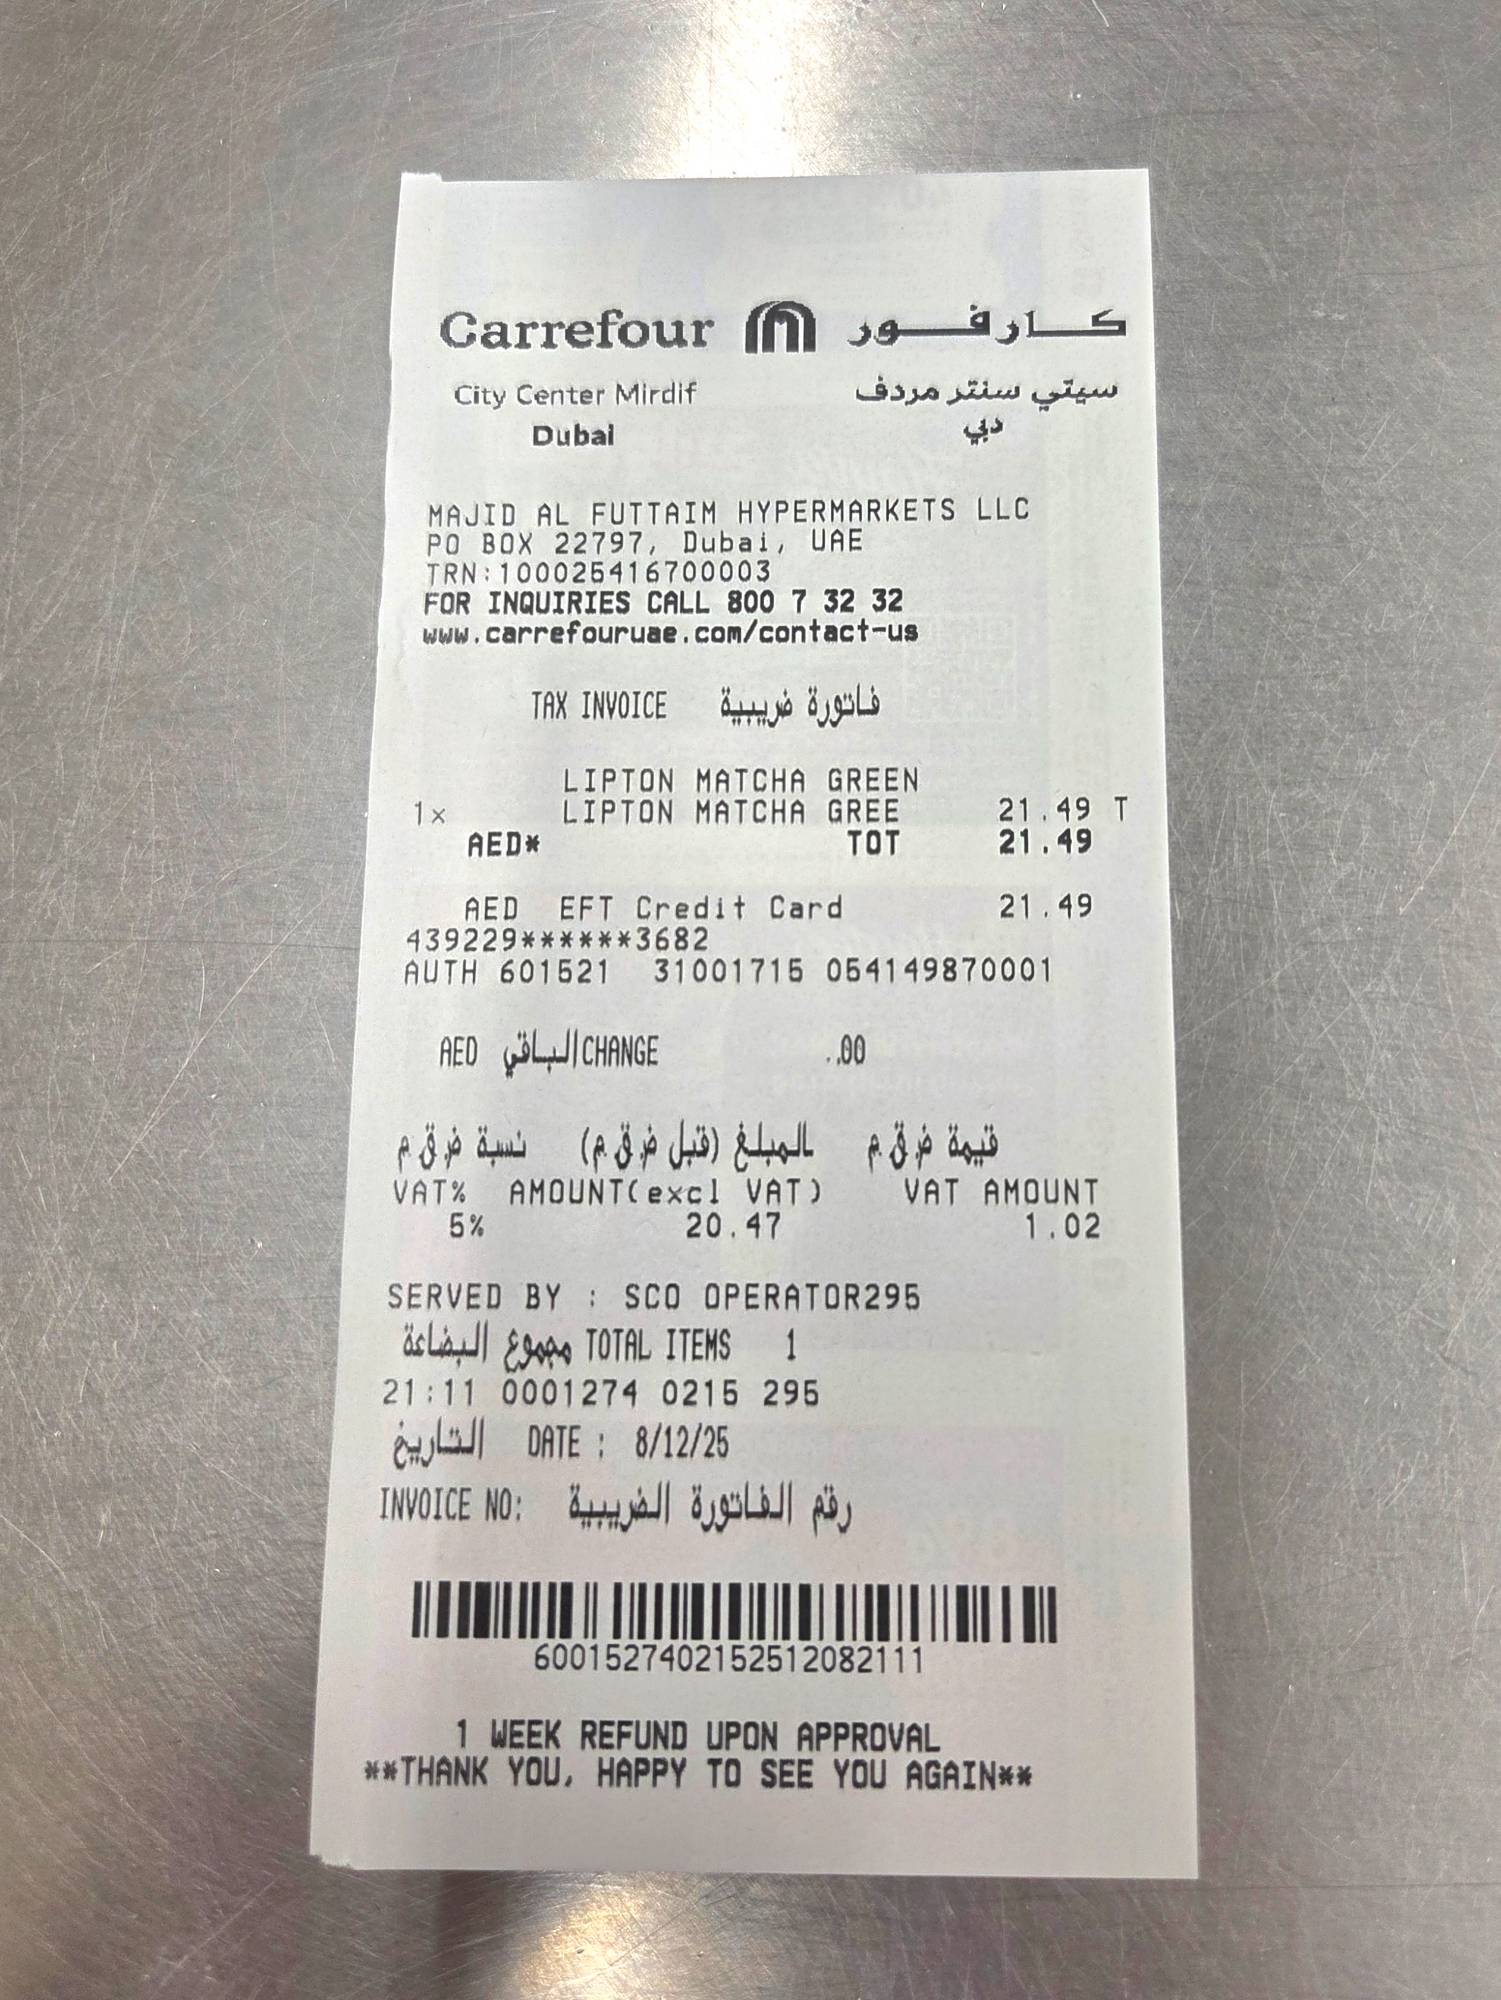 Carrefour كارفور
City Center Mirdif سيتي سنتر مردف
Dubai دبي
MAJID AL FUTTAIM HYPERMARKETS LLC
PO BOX 22797, Dubai, UAE
TRN:100025416700003
FOR INQUIRIES CALL 800 7 32 32
www.carrefouruae.com/contact-us
TAX INVOICE فاتورة ضريبية
LIPTON MATCHA GREEN
1x LIPTON MATCHA GREE 21.49 T
AED* TOT 21.49
AED EFT Credit Card 21.49
439229******3682
AUTH 601521 31001715 054149870001
AED الباقي CHANGE ..00
نسبة ض.ق.م المبلغ (قبل ض.ق.م) قيمة ض.ق.م
VAT% AMOUNT(excl VAT) VAT AMOUNT
5% 20.47 1.02
SERVED BY : SCO OPERATOR295
مجموع البضاعة TOTAL ITEMS 1
21:11 0001274 0215 295
التاريخ DATE : 8/12/25
INVOICE NO: رقم الفاتورة الضريبية
6001527402152512082111
1 WEEK REFUND UPON APPROVAL
**THANK YOU, HAPPY TO SEE YOU AGAIN**